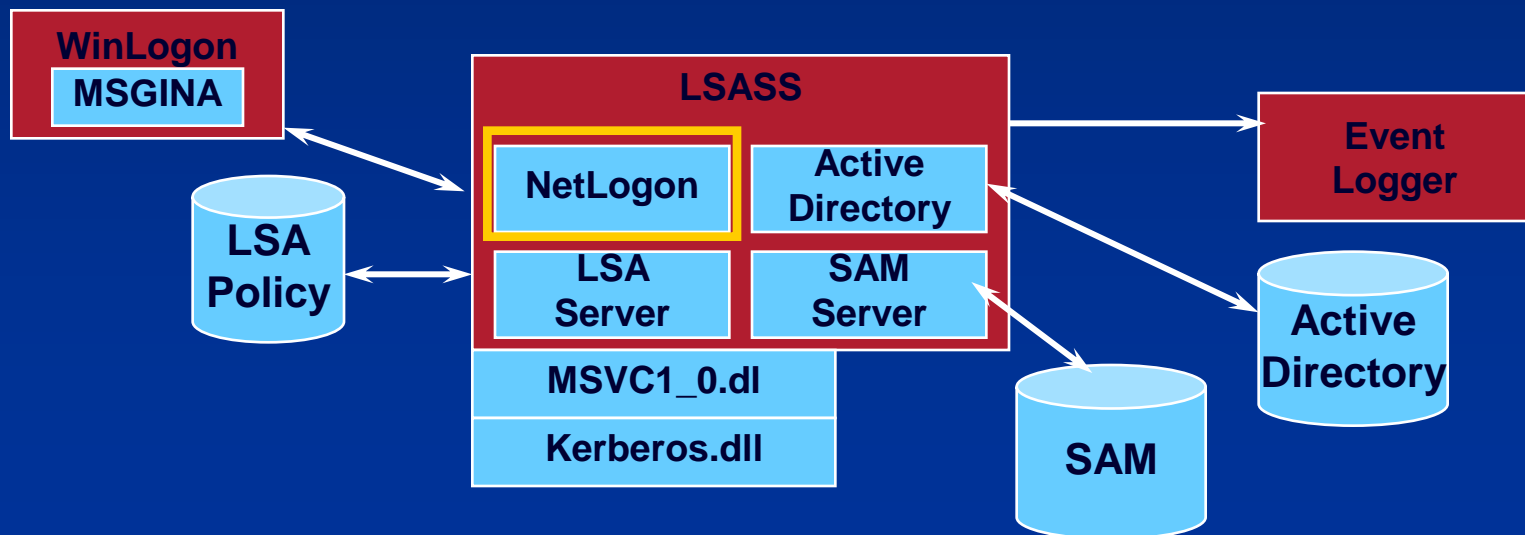 WinLogon
MSGINA
LSASS
NetLogon
Active
Directory
Event
Logger
LSA
Policy
LSA
Server
SAM
Server
Active
Directory
MSVC1_0.dl
Kerberos.dll
SAM